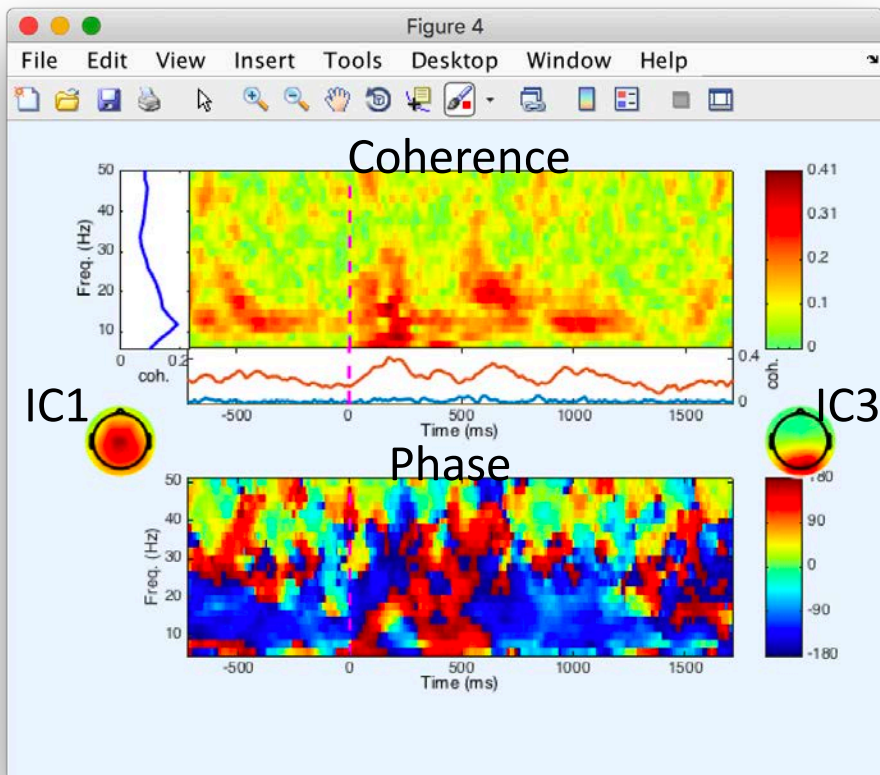 Figure 4
File Edit View Insert Tools Desktop Window Help
Coherence
50
40
30
20
10
Freq. (Hz)
0.41
0.31
0.2
0.1
0
0 0.2
coh.
0.4
0
coh.
-500 0 500 1000 1500
Time (ms)
IC1
IC3
Phase
50
40
30
20
10
Freq. (Hz)
80
90
0
-90
-180
-500 0 500 1000 1500
Time (ms)